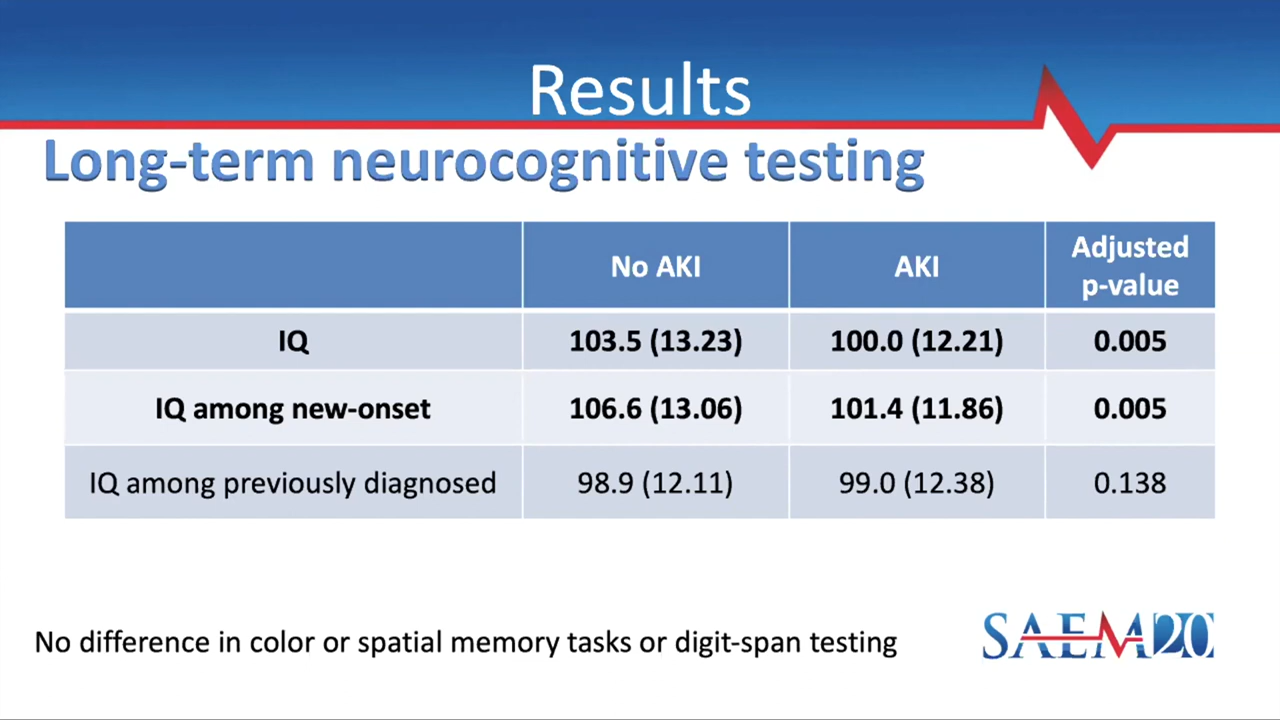 Results
Long-term neurocognitive testing
No AKI AKI Adjusted
p-value
IQ 103.5 (13.23) 100.0 (12.21) 0.005
IQ among new-onset 106.6 (13.06) 101.4 (11.86) 0.005
IQ among previously diagnosed 98.9 (12.11) 99.0 (12.38) 0.138
No difference in color or spatial memory tasks or digit-span testing
SAEM20